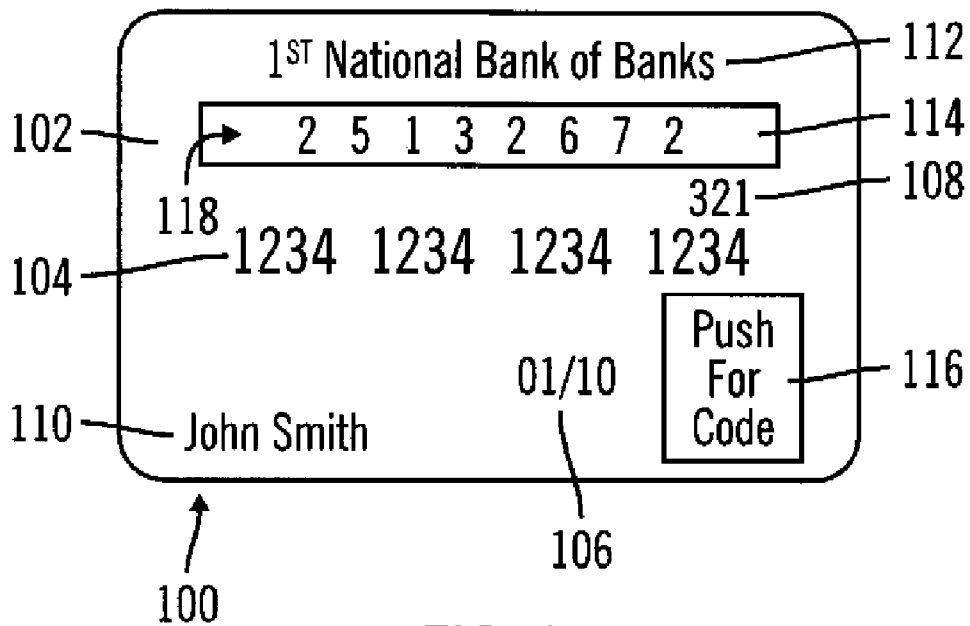 1ST National Bank of Banks 112
102 118 2 5 1 3 2 6 7 2 114
321 108
104 1234 1234 1234 1234
Push
For
Code
116
01/10
110 John Smith
106
100